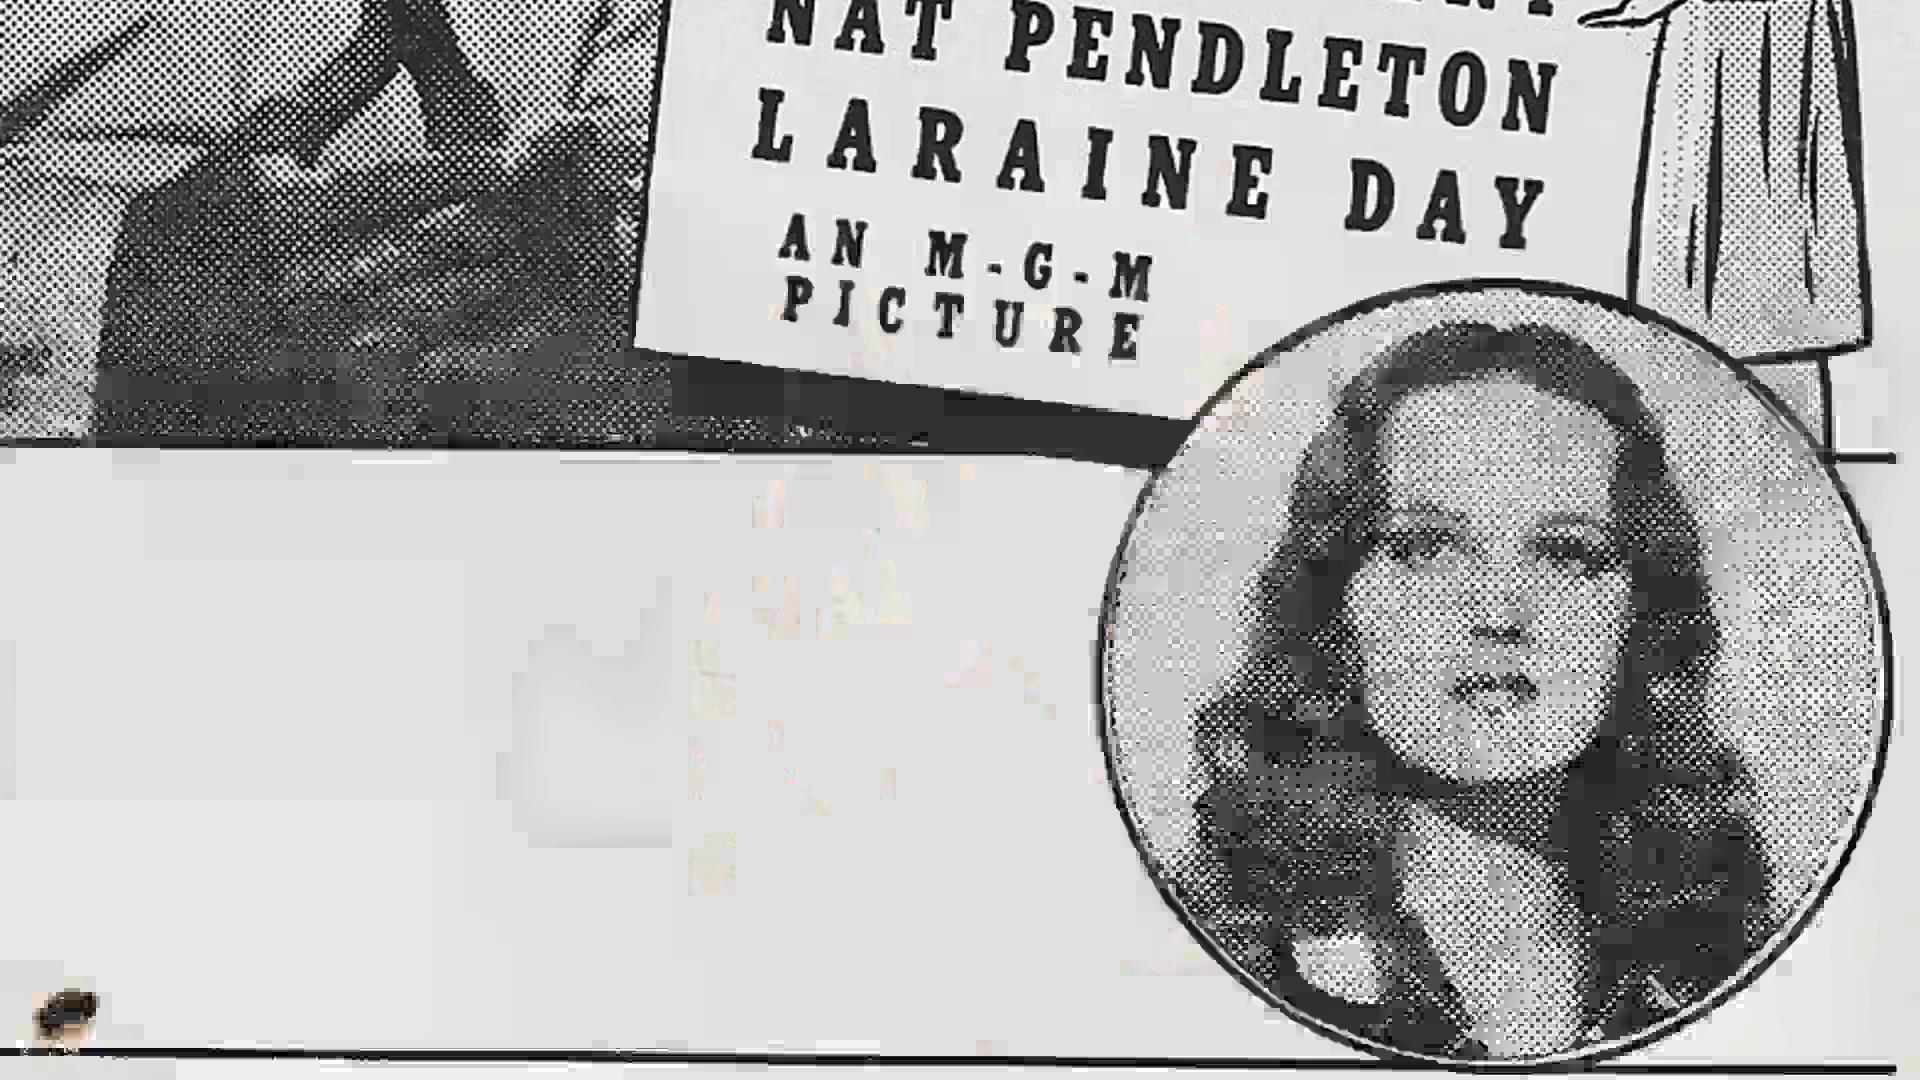 NAT PENDLETON
LARAINE DAY
AN M-G-M
PICTURE